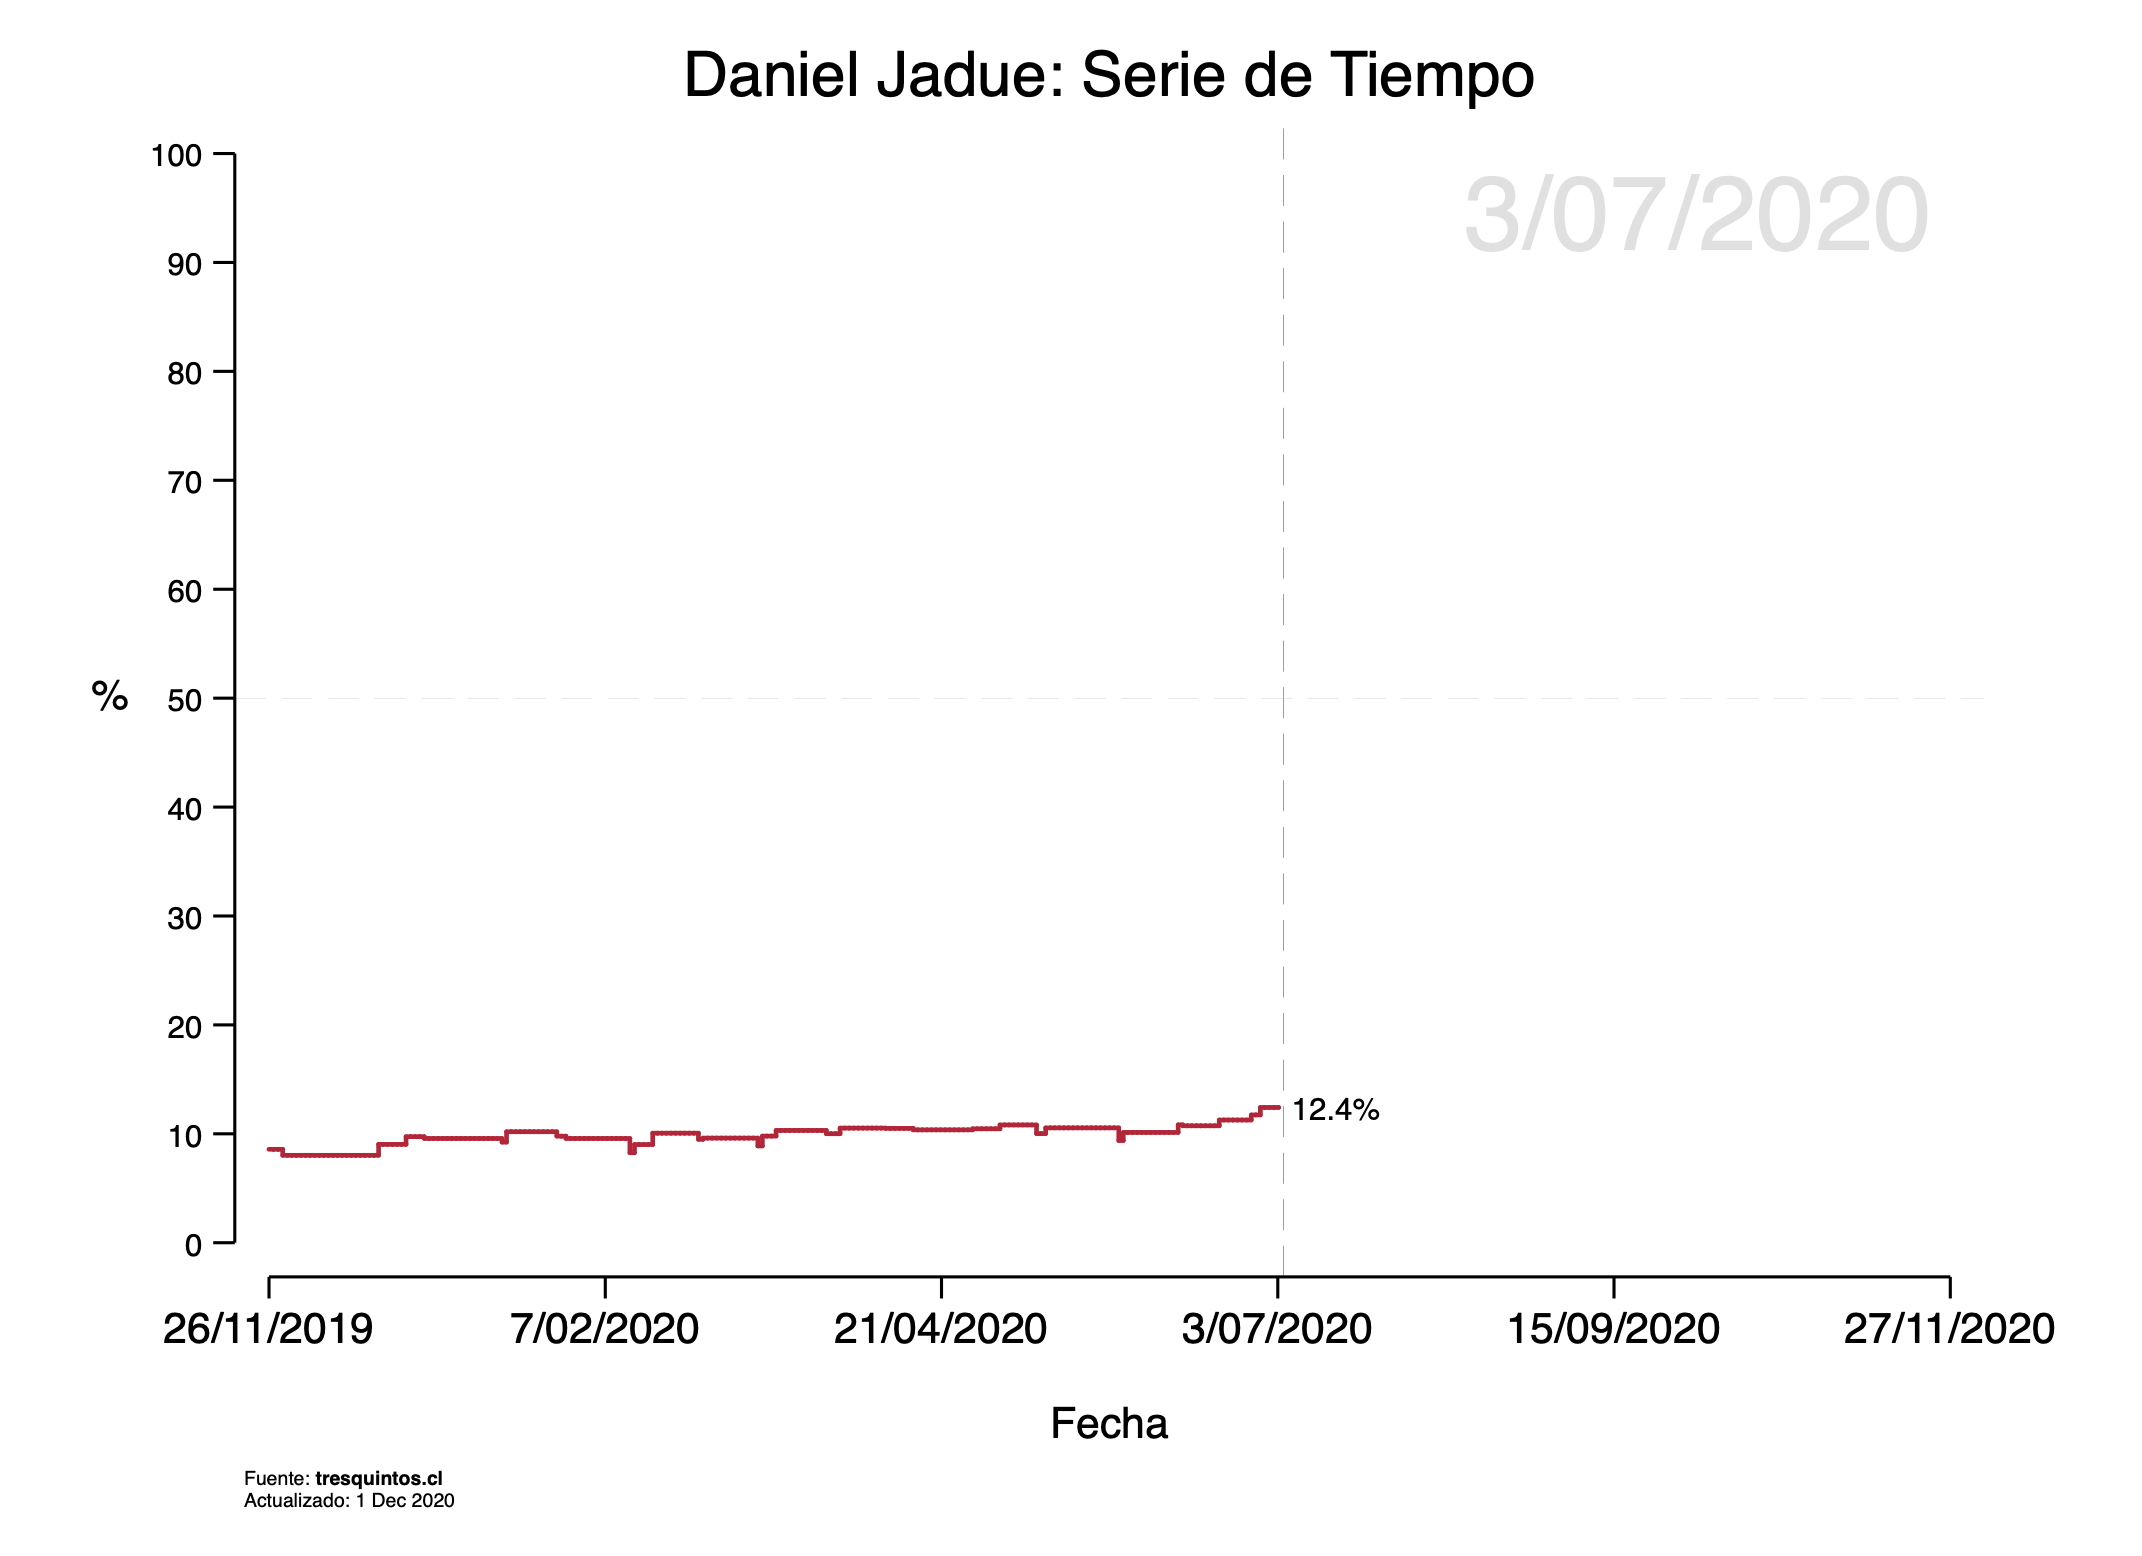 Daniel Jadue: Serie de Tiempo
3/07/2020
100
90
80
70
60
%
50
40
30
20
12.4%
10
0
26/11/2019 7/02/2020 21/04/2020 3/07/2020 15/09/2020 27/11/2020
Fecha
Fuente: tresquintos.cl
Actualizado: 1 Dec 2020